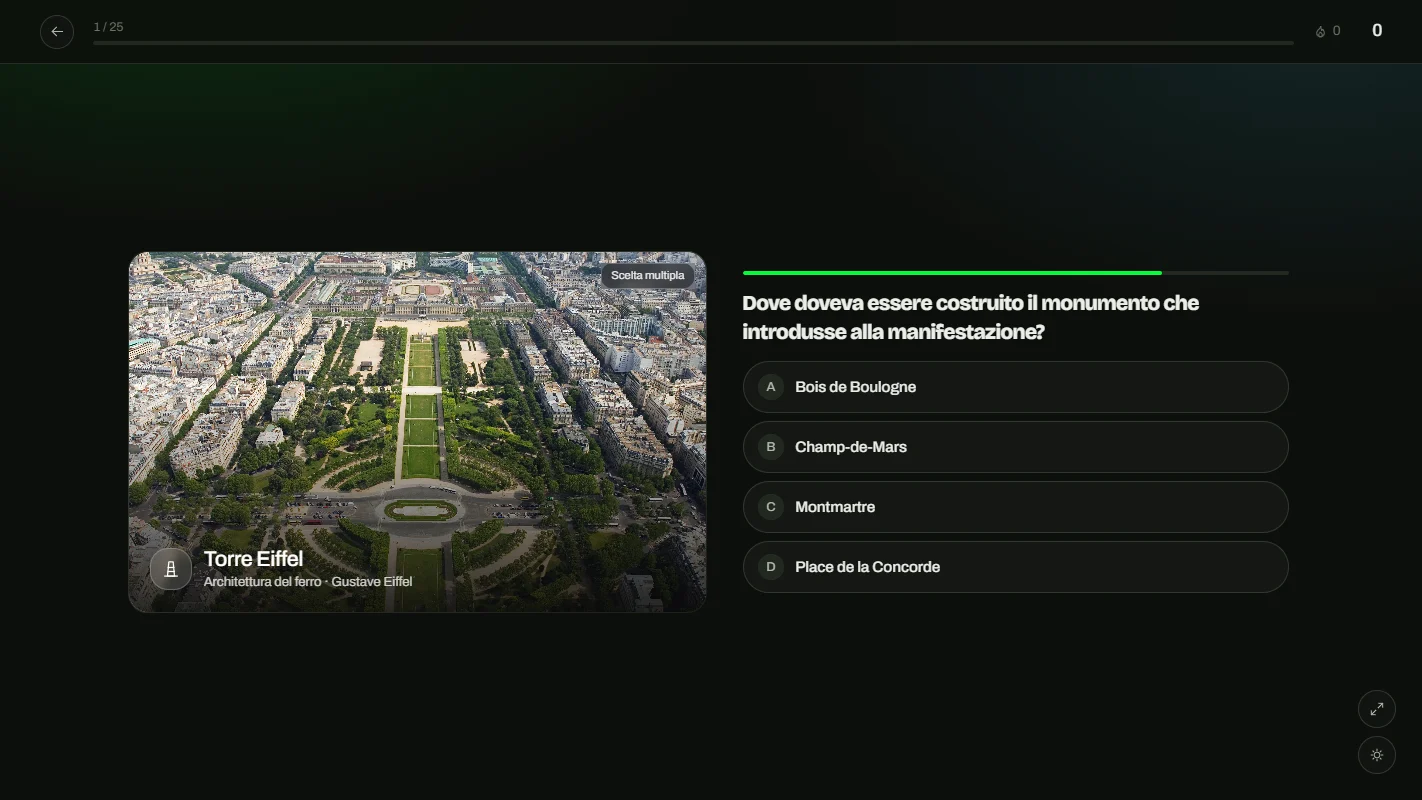 1 / 25
0
0
Scelta multipla
Torre Eiffel
Architettura del ferro · Gustave Eiffel
Dove doveva essere costruito il monumento che
introdusse alla manifestazione?
A Bois de Boulogne
B Champ-de-Mars
C Montmartre
D Place de la Concorde